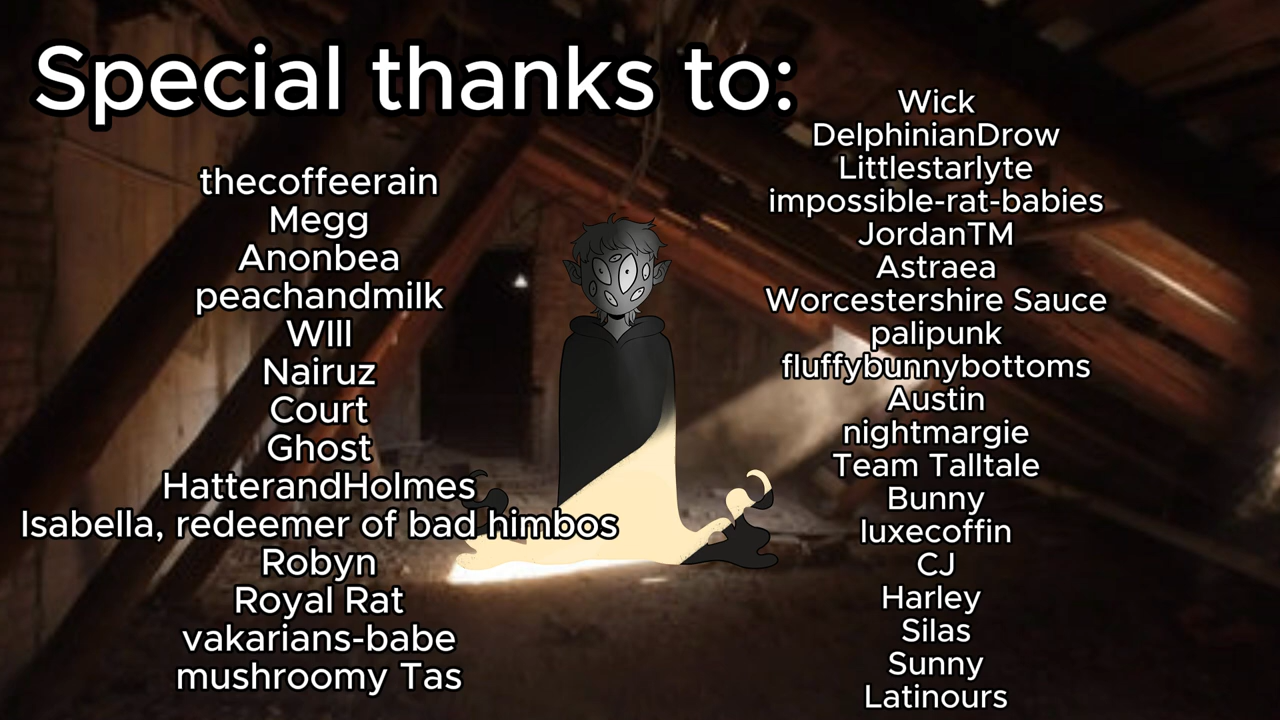 Special thanks to:
thecoffeerain
Megg
Anonbea
peachandmilk
WIll
Nairuz
Court
Ghost
HatterandHolmes
Isabella, redeemer of bad himbos
Robyn
Royal Rat
vakarians-babe
mushroomy Tas
Wick
DelphinianDrow
Littlestarlyte
impossible-rat-babies
JordanTM
Astraea
Worcestershire Sauce
palipunk
fluffybunnybottoms
Austin
nightmargie
Team Talltale
Bunny
luxecoffin
CJ
Harley
Silas
Sunny
Latinours